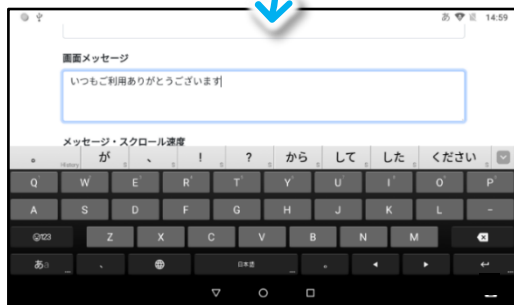 あ 14:59
画面メッセージ
いつもご利用ありがとうございます
メッセージ・スクロール速度
。 が 、 ! ? から して した ください
History
Q W E R T Y U I O P
A S D F G H J K L -
123 Z X C V B N M
あa 、 日本語 。